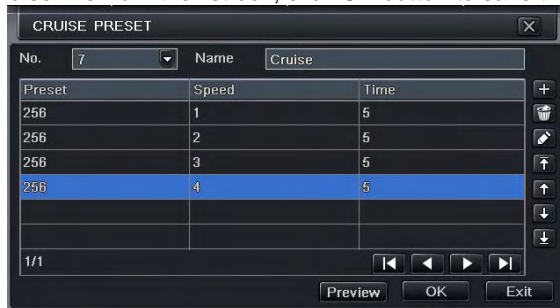 CRUISE PRESET
No. 7 Name Cruise
Preset Speed Time
256 1 5
256 2 5
256 3 5
256 4 5
1/1
Preview OK Exit